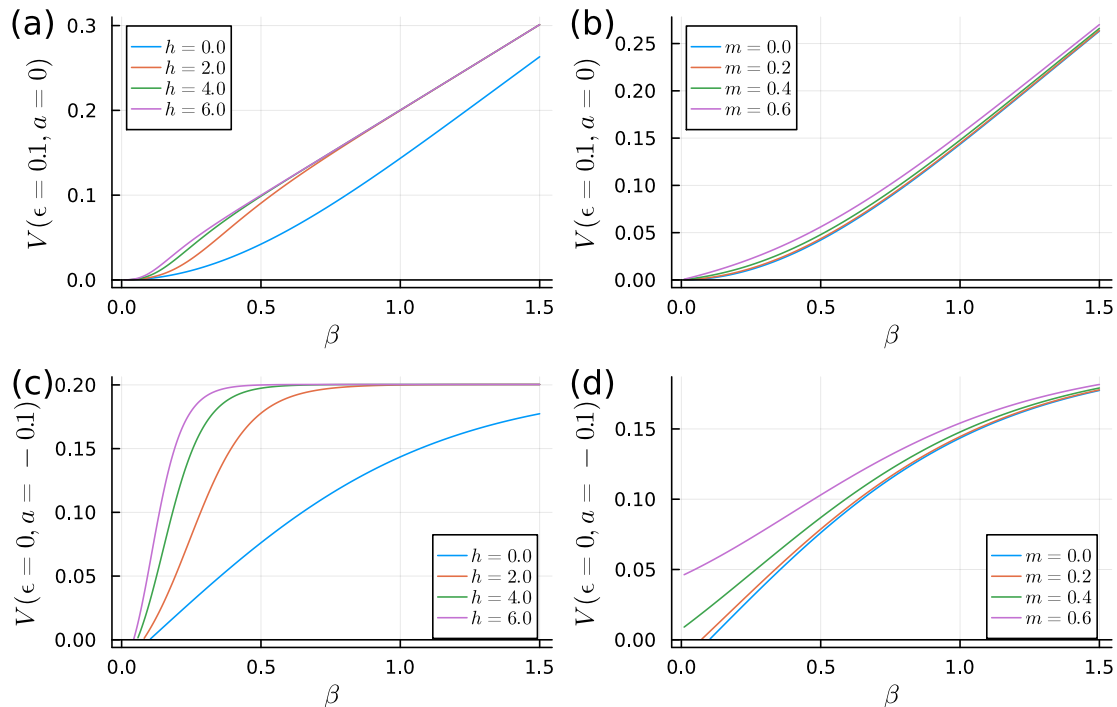 (a)
V(ϵ = 0.1, a = 0)
0.3
0.2
0.1
0.0
h = 0.0
h = 2.0
h = 4.0
h = 6.0
0.0 0.5 1.0 1.5
β
(b)
V(ϵ = 0.1, a = 0)
0.25
0.20
0.15
0.10
0.05
0.00
m = 0.0
m = 0.2
m = 0.4
m = 0.6
0.0 0.5 1.0 1.5
β
(c)
V(ϵ = 0, a = − 0.1)
0.20
0.15
0.10
0.05
0.00
h = 0.0
h = 2.0
h = 4.0
h = 6.0
0.0 0.5 1.0 1.5
β
(d)
V(ϵ = 0, a = − 0.1)
0.15
0.10
0.05
0.00
m = 0.0
m = 0.2
m = 0.4
m = 0.6
0.0 0.5 1.0 1.5
β